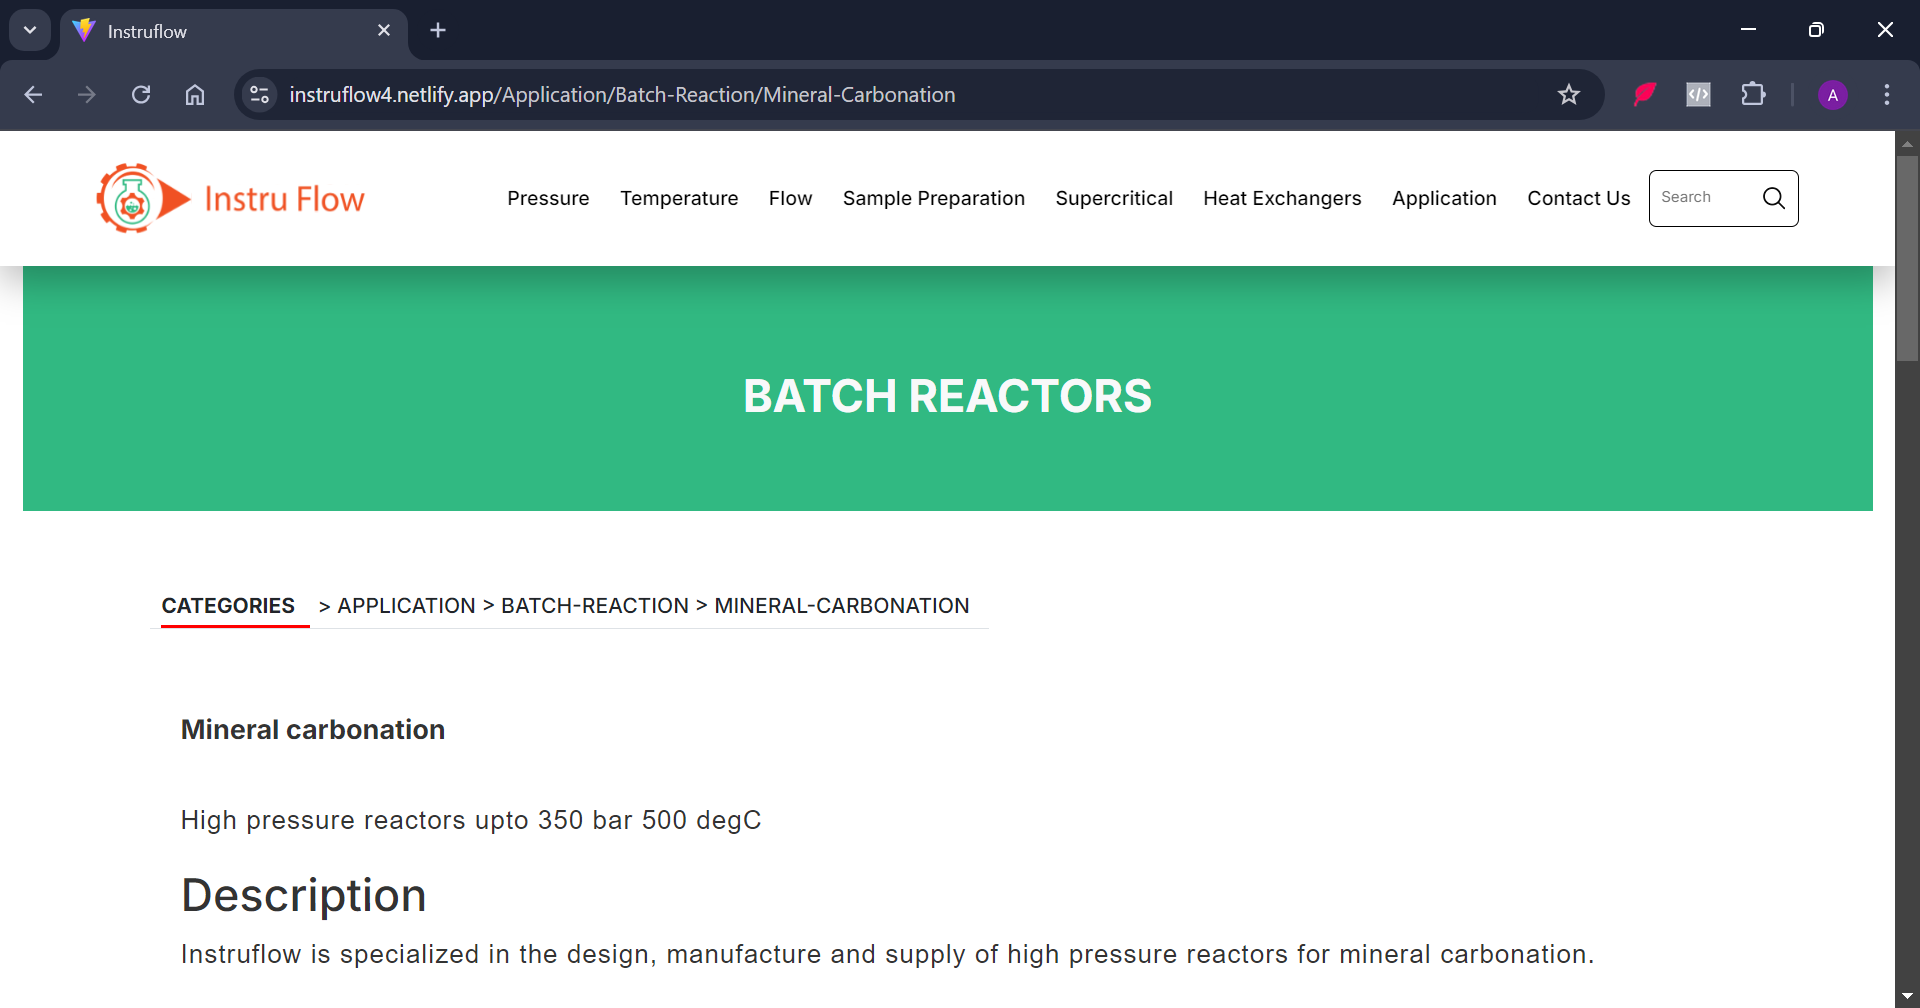 Instruflow
instruflow4.netlify.app/Application/Batch-Reaction/Mineral-Carbonation
A
Instru Flow
Pressure Temperature Flow Sample Preparation Supercritical Heat Exchangers Application Contact Us Search
BATCH REACTORS
CATEGORIES > APPLICATION > BATCH-REACTION > MINERAL-CARBONATION
Mineral carbonation
High pressure reactors upto 350 bar 500 degC
Description
Instruflow is specialized in the design, manufacture and supply of high pressure reactors for mineral carbonation.